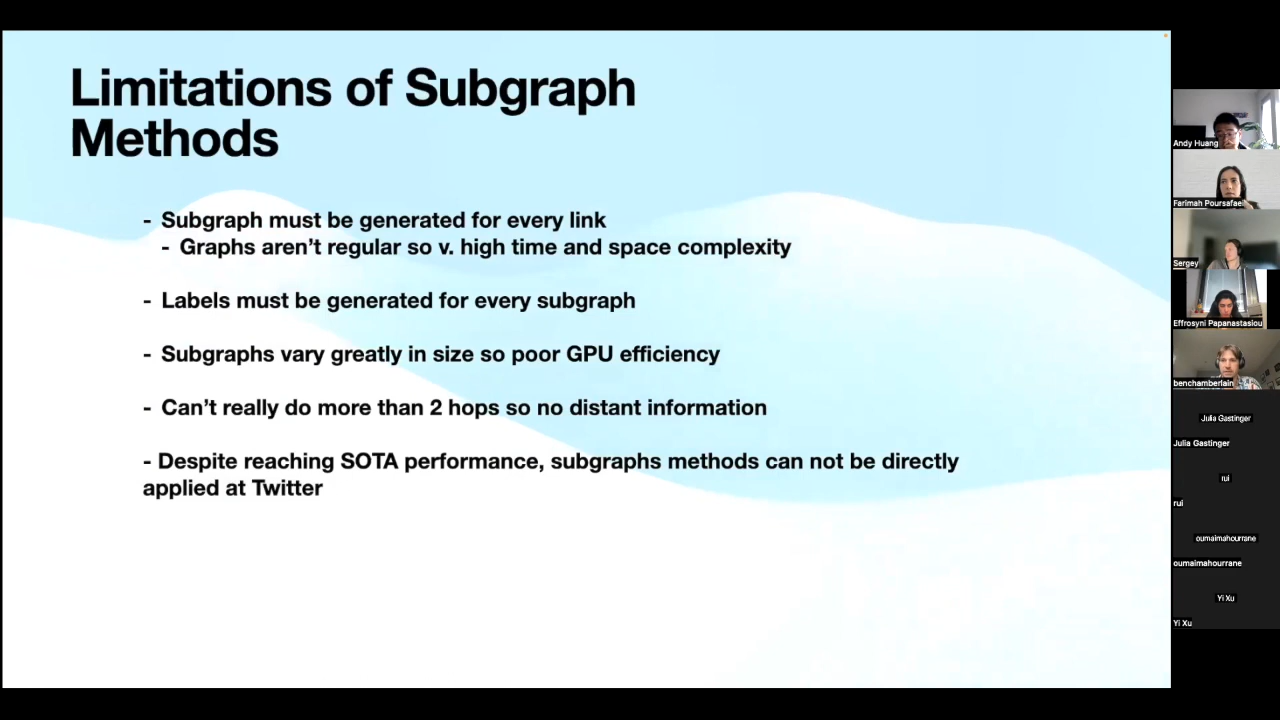 Limitations of Subgraph
Methods
- Subgraph must be generated for every link
- Graphs aren't regular so v. high time and space complexity
- Labels must be generated for every subgraph
- Subgraphs vary greatly in size so poor GPU efficiency
- Can't really do more than 2 hops so no distant information
- Despite reaching SOTA performance, subgraphs methods can not be directly
applied at Twitter
Andy Huang
Farimah Poursafaei
Sergey
Effrosyni Papanastasiou
benchamberlain
Julia Gastinger
Julia Gastinger
rui
rui
oumaimahourrane
oumaimahourrane
Yi Xu
Yi Xu